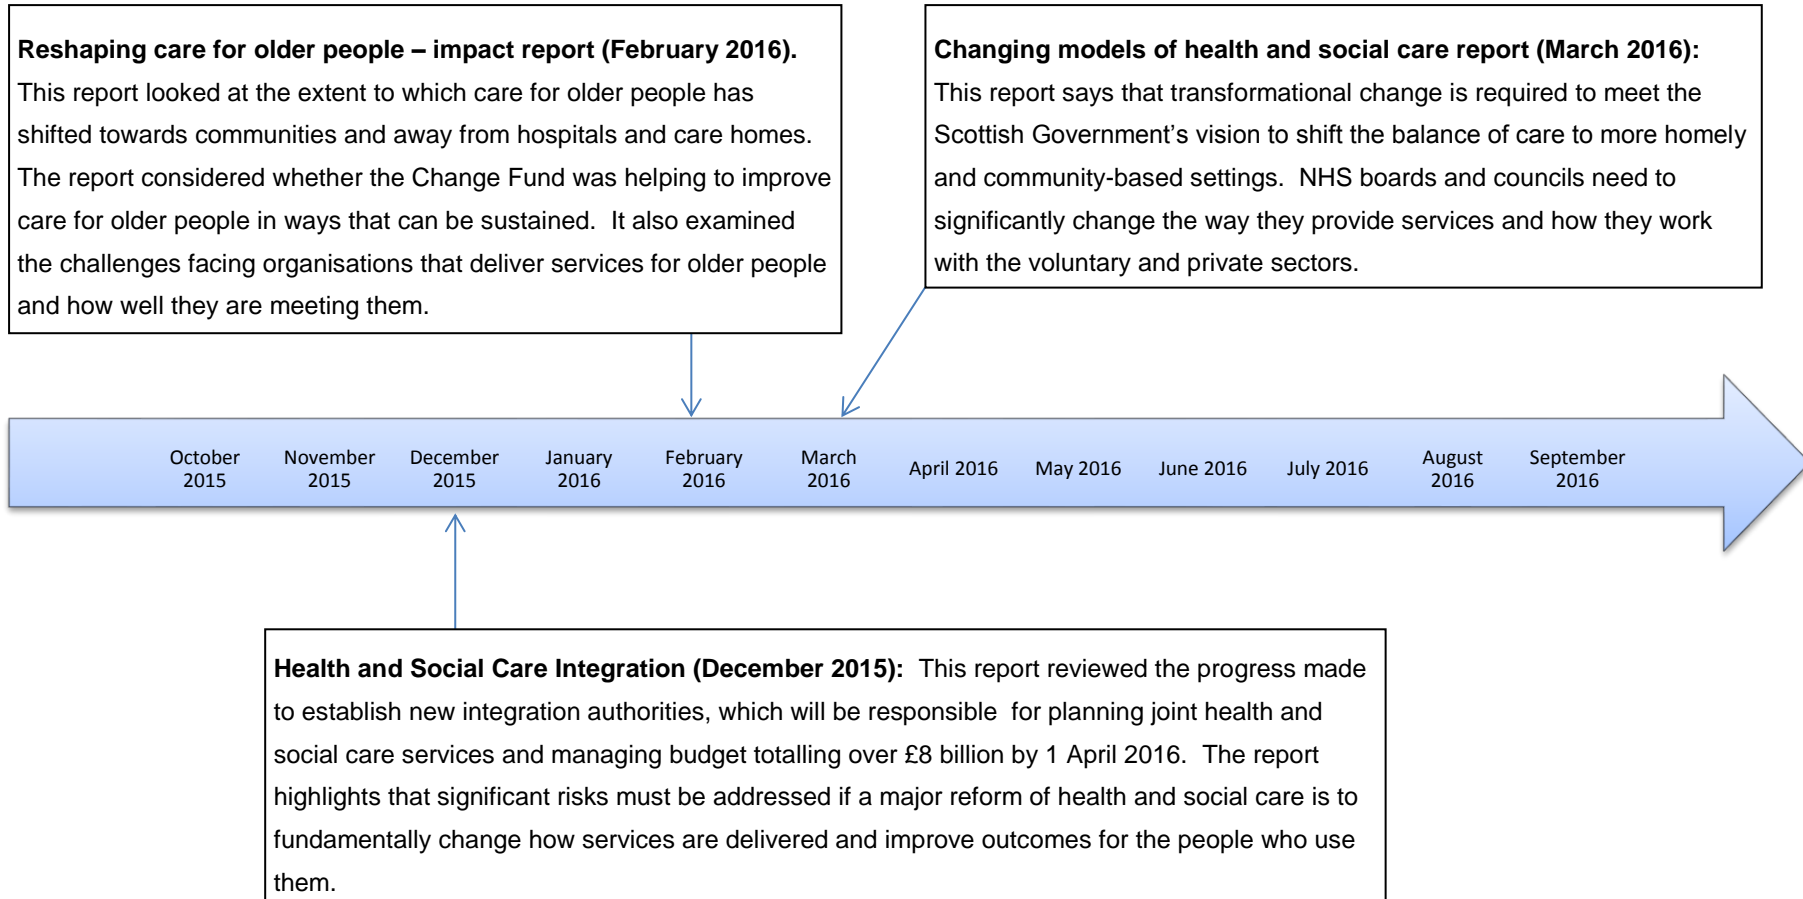 Reshaping care for older people – impact report (February 2016).
This report looked at the extent to which care for older people has
shifted towards communities and away from hospitals and care homes.
The report considered whether the Change Fund was helping to improve
care for older people in ways that can be sustained.  It also examined
the challenges facing organisations that deliver services for older people
and how well they are meeting them.
Changing models of health and social care report (March 2016):
This report says that transformational change is required to meet the
Scottish Government’s vision to shift the balance of care to more homely
and community-based settings.  NHS boards and councils need to
significantly change the way they provide services and how they work
with the voluntary and private sectors.
October
2015
November
2015
December
2015
January
2016
February
2016
March
2016
April 2016
May 2016
June 2016
July 2016
August
2016
September
2016
Health and Social Care Integration (December 2015):  This report reviewed the progress made
to establish new integration authorities, which will be responsible  for planning joint health and
social care services and managing budget totalling over £8 billion by 1 April 2016.  The report
highlights that significant risks must be addressed if a major reform of health and social care is to
fundamentally change how services are delivered and improve outcomes for the people who use
them.